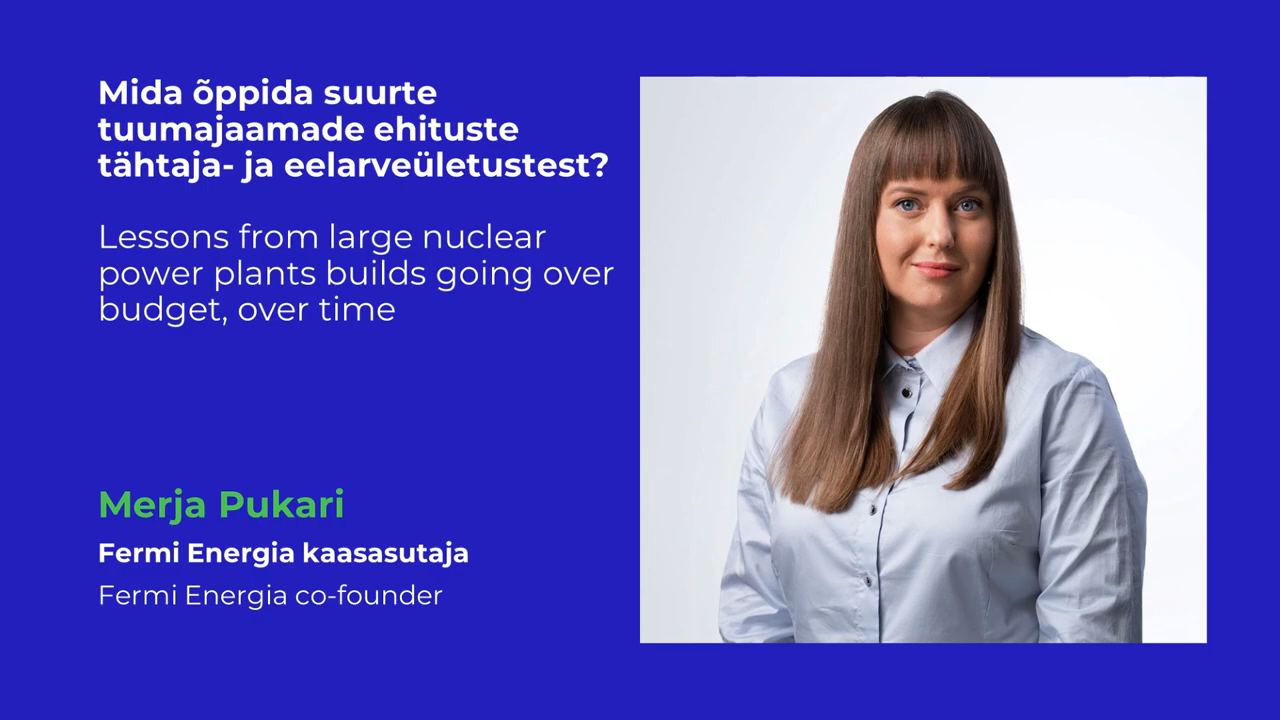 Mida õppida suurte
tuumajaamade ehituste
tähtaja- ja eelarveületustest?
Lessons from large nuclear
power plants builds going over
budget, over time
Merja Pukari
Fermi Energia kaasasutaja
Fermi Energia co-founder